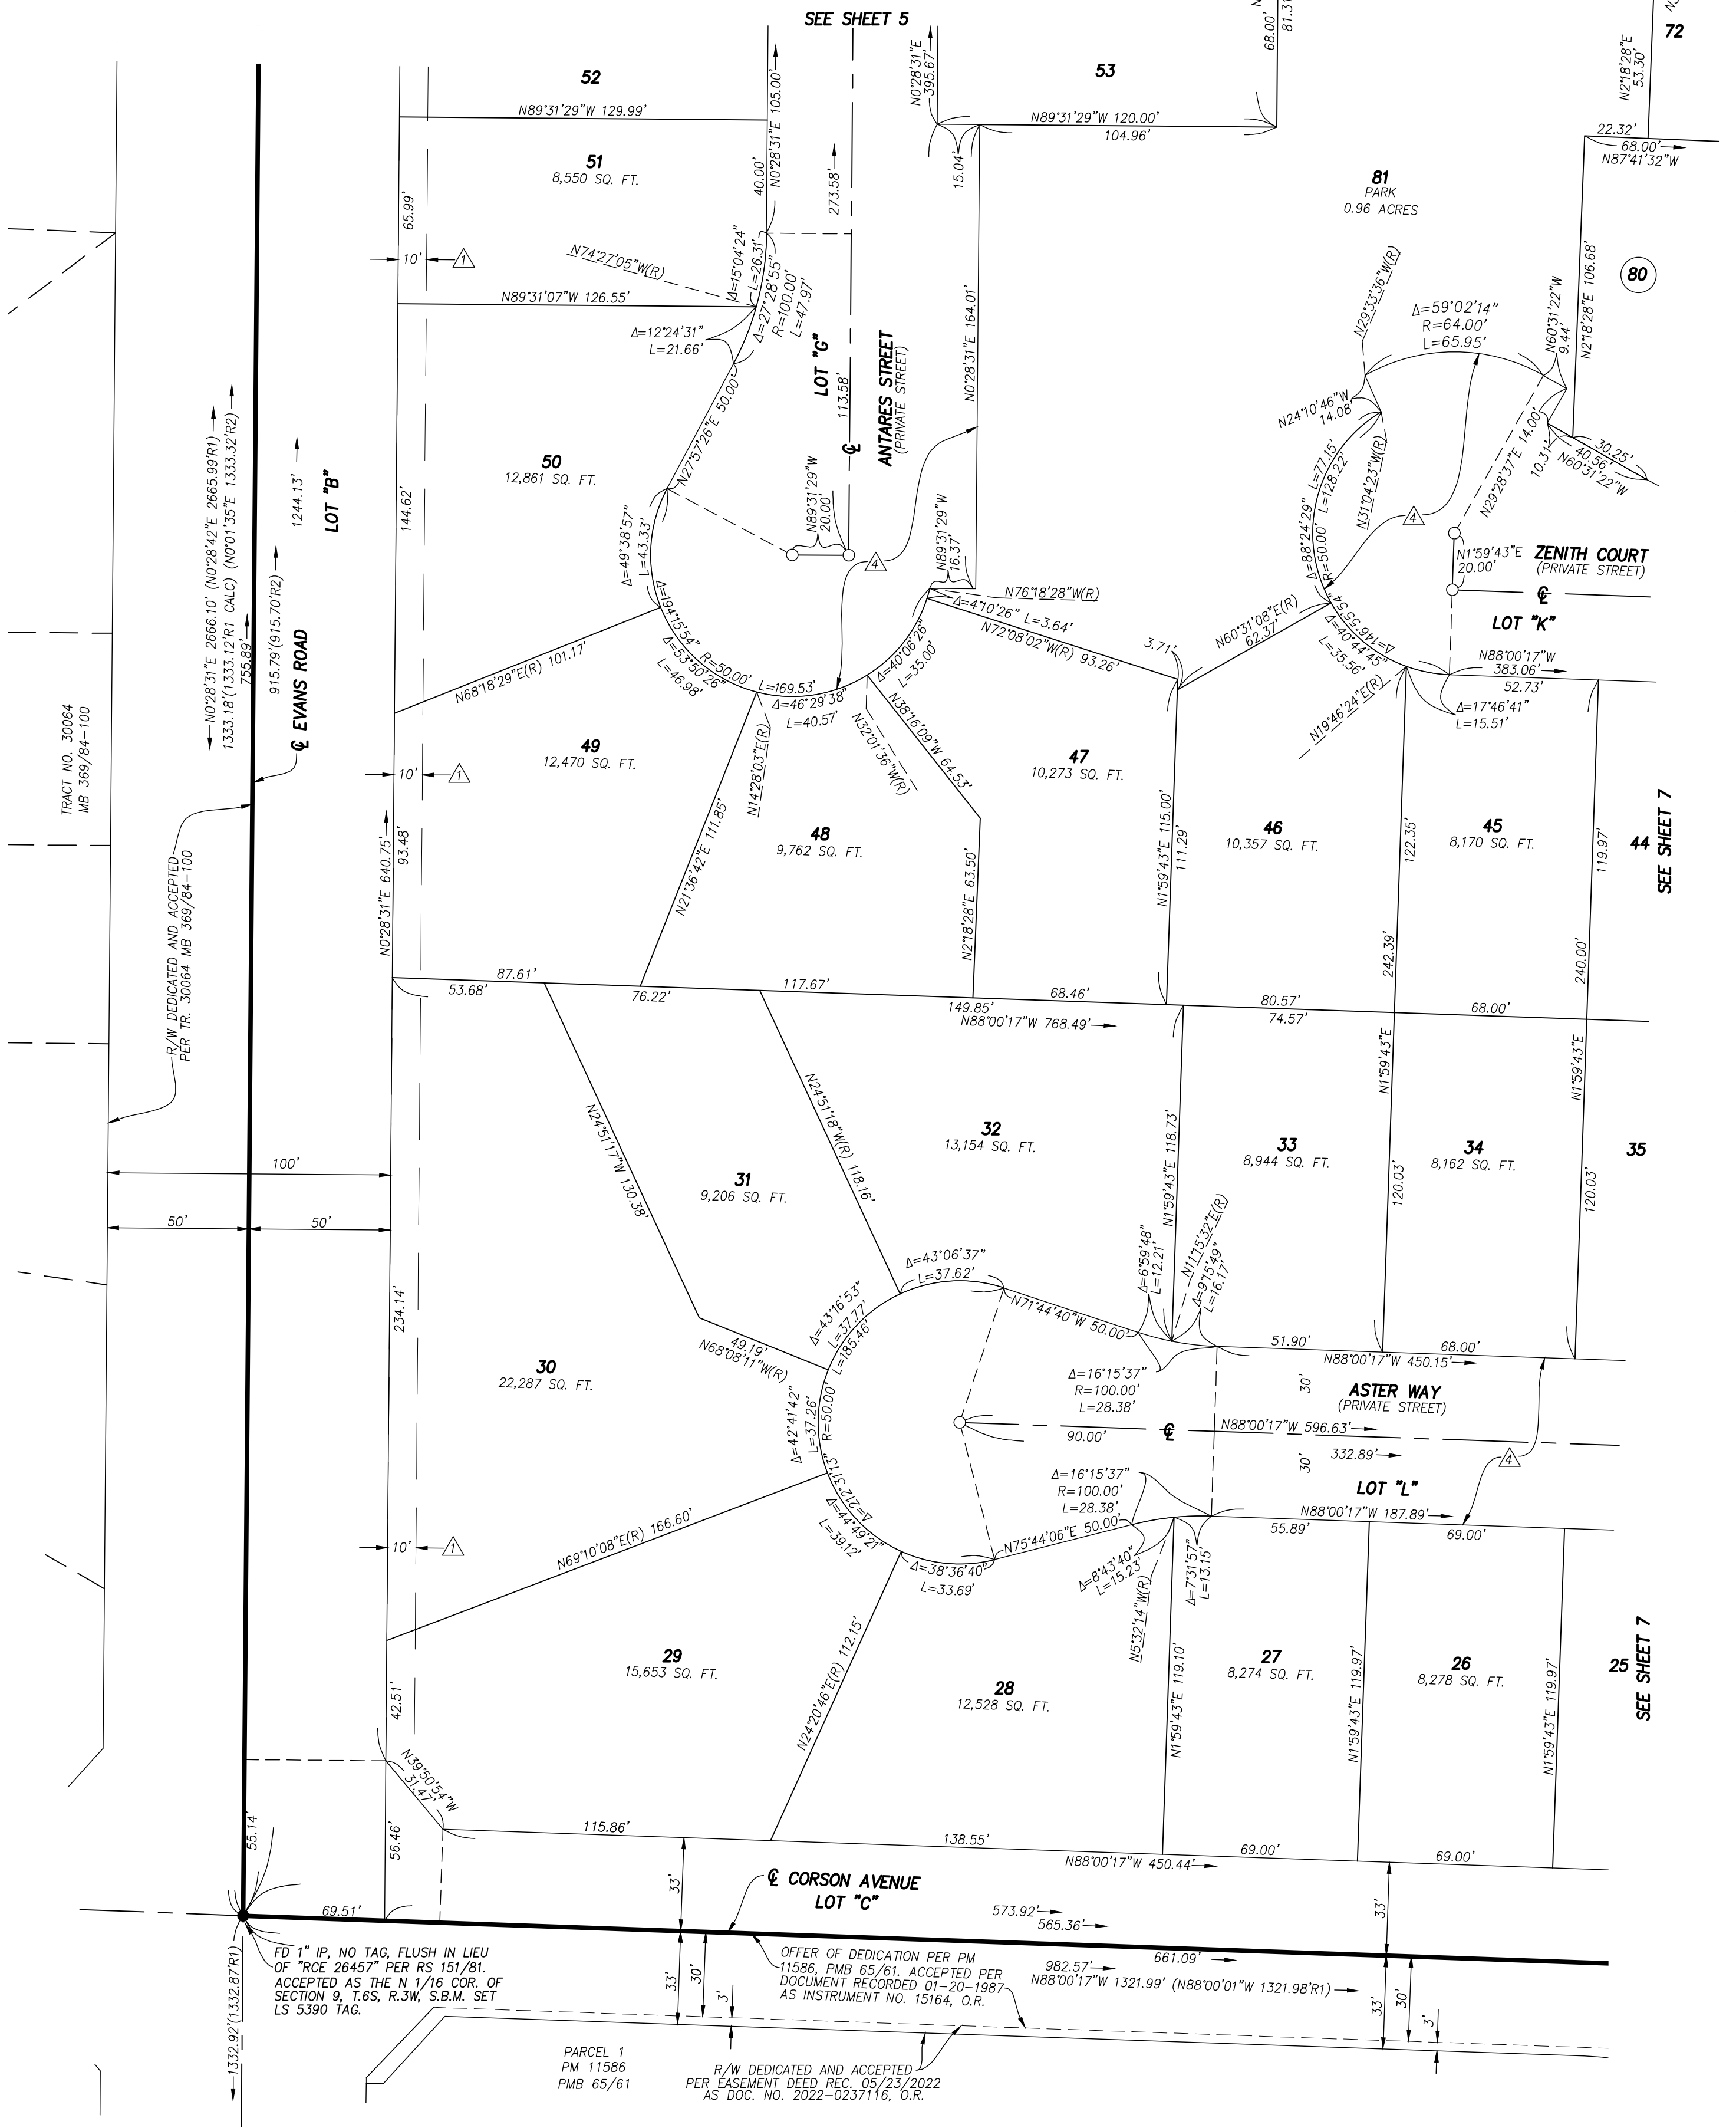 SEE SHEET 5
52
53
72
N0°28'31"E
395.67'
68.00'
81.31'
N2°18'28"E
53.30'
N89°31'29"W 129.99'
N0°28'31"E 105.00'
N89°31'29"W 120.00'
104.96'
22.32'
68.00'
N87°41'32"W
51
8,550 SQ. FT.
40.00'
273.58'
15.04'
81
PARK
0.96 ACRES
65.99'
10'
1
N74°27'05"W(R)
Δ=15°04'24"
L=26.31'
Δ=27°28'55"
R=100.00'
L=47.97'
N89°31'07"W 126.55'
Δ=12°24'31"
L=21.66'
LOT "G"
113.58'
℄
ANTARES STREET
(PRIVATE STREET)
N0°28'31"E 164.01'
N29°33'36"W(R)
Δ=59°02'14"
R=64.00'
L=65.95'
N60°31'22"W
9.44'
N2°18'28"E 106.68'
80
N24°10'46"W
14.08'
N29°28'37"E 14.00'
10.31'
30.25'
40.56'
N60°31'22"W
N0°28'31"E 2666.10' (N0°28'42"E 2665.99'R1)
1333.18'(1333.12'R1 CALC) (N0°01'35"E 1333.32'R2)
755.89'
1244.13'
915.79'(915.70'R2)
LOT "B"
℄ EVANS ROAD
144.62'
50
12,861 SQ. FT.
N27°57'26"E 50.00'
N89°31'29"W
20.00'
4
Δ=49°38'57"
L=43.33'
N89°31'29"W
16.37'
N76°18'28"W(R)
Δ=4°10'26" L=3.64'
N72°08'02"W(R) 93.26'
3.71'
N60°31'08"E(R)
62.37'
Δ=88°24'29" L=77.15'
R=50.00' L=128.22'
N31°04'23"W(R)
4
Δ=146°55'54"
Δ=40°44'45"
L=35.56'
N19°46'24"E(R)
N1°59'43"E
20.00'
ZENITH COURT
(PRIVATE STREET)
℄
LOT "K"
N88°00'17"W
383.06'
52.73'
Δ=17°46'41"
L=15.51'
Δ=194°15'54" R=50.00' L=169.53'
Δ=53°50'26"
L=46.98'
Δ=46°29'38"
L=40.57'
Δ=40°06'26"
L=35.00'
N68°18'29"E(R) 101.17'
N14°28'03"E(R)
N32°01'36"W(R)
N38°16'09"W 64.53'
TRACT NO. 30064
MB 369/84-100
49
12,470 SQ. FT.
47
10,273 SQ. FT.
10'
1
93.48'
N0°28'31"E 640.75'
N21°36'42"E 111.85'
48
9,762 SQ. FT.
N2°18'28"E 63.50'
N1°59'43"E 115.00'
111.29'
46
10,357 SQ. FT.
122.35'
242.39'
45
8,170 SQ. FT.
119.97'
240.00'
44
SEE SHEET 7
R/W DEDICATED AND ACCEPTED
PER TR. 30064 MB 369/84-100
87.61'
53.68'
76.22'
117.67'
149.85'
68.46'
80.57'
74.57'
68.00'
N88°00'17"W 768.49'
N24°51'17"W 130.38'
N24°51'18"W(R) 118.16'
32
13,154 SQ. FT.
N1°59'43"E 118.73'
33
8,944 SQ. FT.
N1°59'43"E
120.03'
34
8,162 SQ. FT.
N1°59'43"E
120.03'
35
100'
50'
50'
31
9,206 SQ. FT.
Δ=43°06'37"
L=37.62'
Δ=6°59'48"
L=12.21'
N11°15'32"E(R)
Δ=9°15'49"
L=16.17'
234.14'
Δ=43°16'53"
L=37.77'
L=185.46'
N71°44'40"W 50.00'
49.19'
N68°08'11"W(R)
51.90'
68.00'
N88°00'17"W 450.15'
30
22,287 SQ. FT.
Δ=16°15'37"
R=100.00'
L=28.38'
30'
ASTER WAY
(PRIVATE STREET)
Δ=42°41'42"
L=37.26'
R=50.00'
Δ=212°31'13"
90.00'
℄
N88°00'17"W 596.63'
332.89'
4
30'
LOT "L"
Δ=16°15'37"
R=100.00'
L=28.38'
N88°00'17"W 187.89'
55.89'
69.00'
10'
1
N69°10'08"E(R) 166.60'
Δ=44°49'21"
L=39.12'
Δ=38°36'40"
L=33.69'
N75°44'06"E 50.00'
Δ=8°43'40"
L=15.23'
Δ=7°31'57"
L=13.15'
N5°32'14"W(R)
29
15,653 SQ. FT.
42.51'
N24°20'46"E(R) 112.15'
28
12,528 SQ. FT.
N1°59'43"E 119.10'
27
8,274 SQ. FT.
N1°59'43"E 119.97'
26
8,278 SQ. FT.
N1°59'43"E 119.97'
25
SEE SHEET 7
N39°50'54"W
31.47'
55.14'
56.46'
115.86'
138.55'
69.00'
69.00'
N88°00'17"W 450.44'
33'
℄ CORSON AVENUE
LOT "C"
33'
69.51'
573.92'
565.36'
1332.92'(1332.87'R1)
FD 1" IP, NO TAG, FLUSH IN LIEU
OF "RCE 26457" PER RS 151/81.
ACCEPTED AS THE N 1/16 COR. OF
SECTION 9, T.6S, R.3W, S.B.M. SET
LS 5390 TAG.
33'
30'
3'
OFFER OF DEDICATION PER PM
11586, PMB 65/61. ACCEPTED PER
DOCUMENT RECORDED 01-20-1987
AS INSTRUMENT NO. 15164, O.R.
661.09'
982.57'
N88°00'17"W 1321.99' (N88°00'01"W 1321.98'R1)
33'
30'
3'
PARCEL 1
PM 11586
PMB 65/61
R/W DEDICATED AND ACCEPTED
PER EASEMENT DEED REC. 05/23/2022
AS DOC. NO. 2022-0237116, O.R.